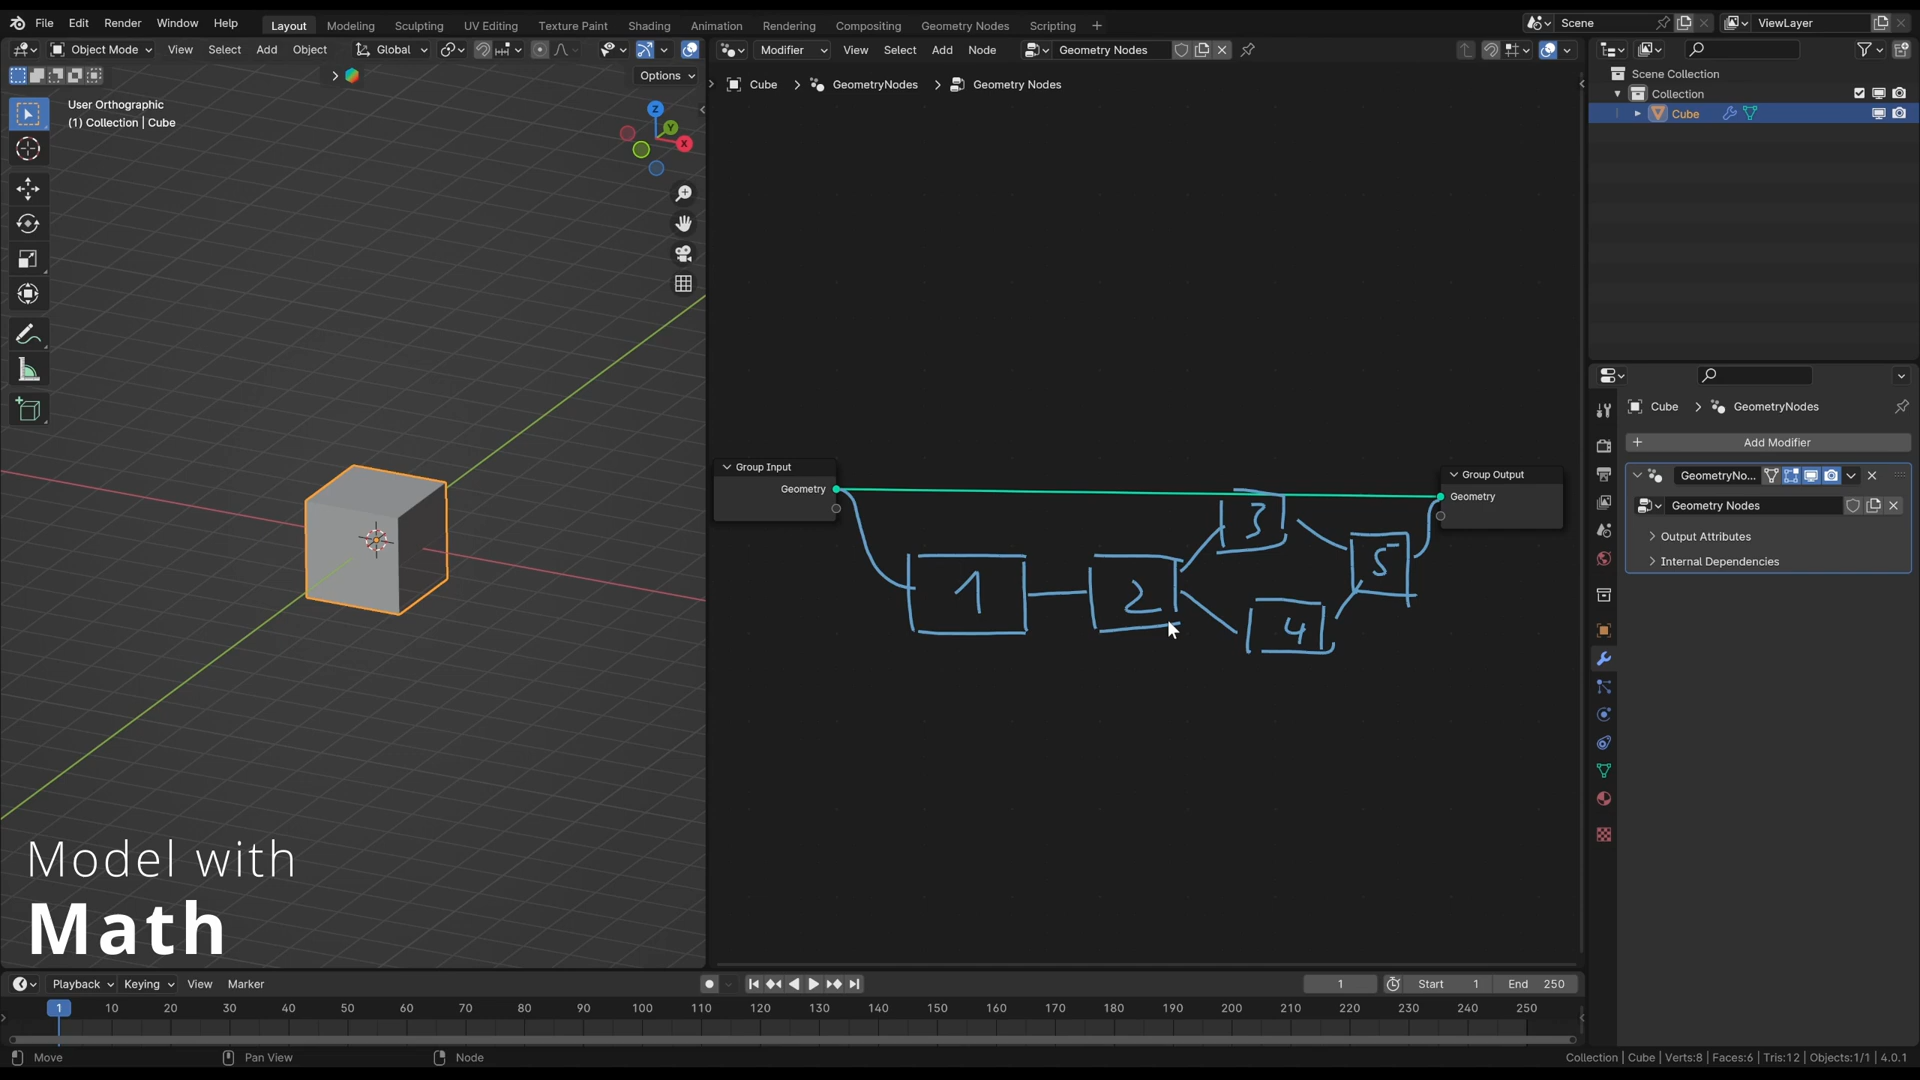 File Edit Render Window Help Layout Modeling Sculpting UV Editing Texture Paint Shading Animation Rendering Compositing Geometry Nodes Scripting + Scene ViewLayer
Object Mode View Select Add Object Global
Modifier View Select Add Node Geometry Nodes
Options
User Orthographic
(1) Collection | Cube
Z
Y
X
Cube > GeometryNodes > Geometry Nodes
Group Input
Geometry
Group Output
Geometry
1
2
3
4
5
Scene Collection
Collection
Cube
Cube > GeometryNodes
+ Add Modifier
GeometryNo...
Geometry Nodes
Output Attributes
Internal Dependencies
Model with
Math
Playback Keying View Marker 1 Start 1 End 250
1 10 20 30 40 50 60 70 80 90 100 110 120 130 140 150 160 170 180 190 200 210 220 230 240 250
Move Pan View Node Collection | Cube | Verts:8 | Faces:6 | Tris:12 | Objects:1/1 | 4.0.1